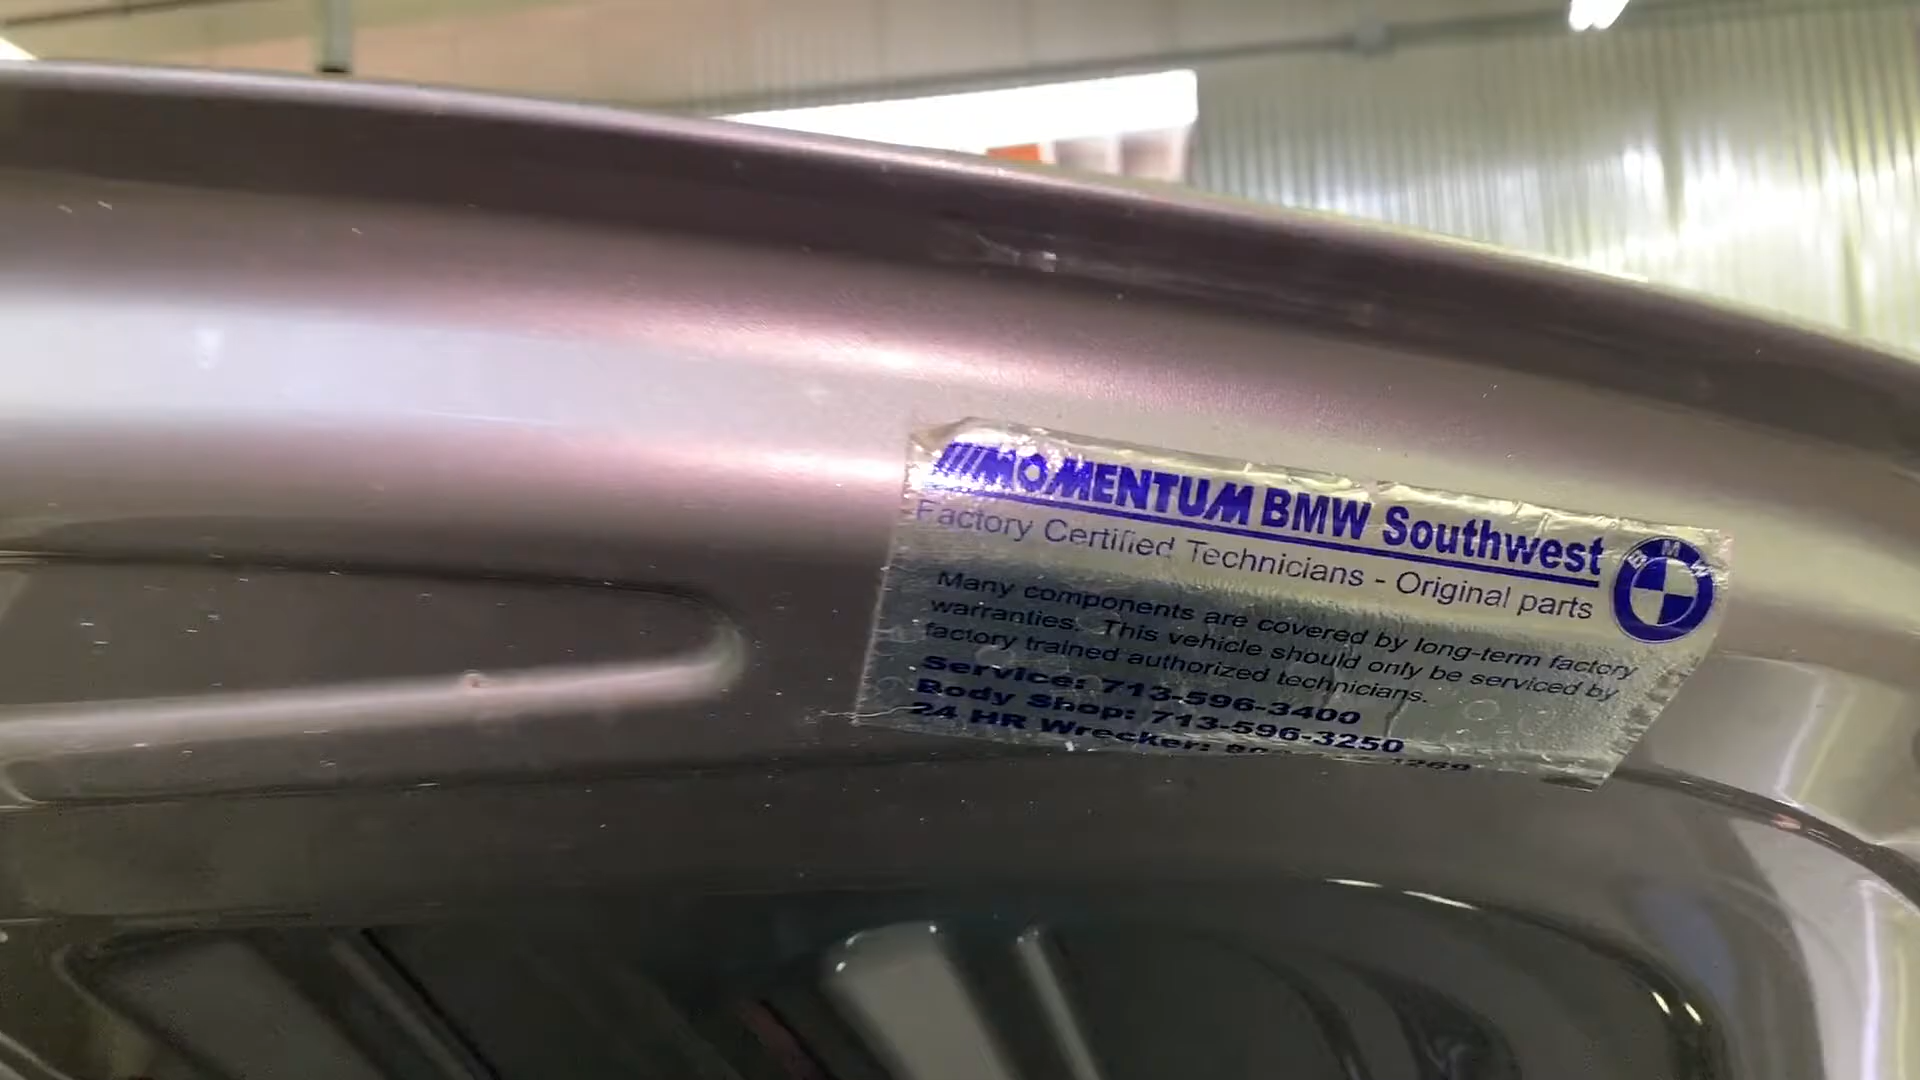 MOMENTUM BMW Southwest
Factory Certified Technicians - Original parts
BMW
Many components are covered by long-term factory
warranties. This vehicle should only be serviced by
factory trained authorized technicians.
Service: 713-596-3400
Body Shop: 713-596-3250
24 HR Wrecker: